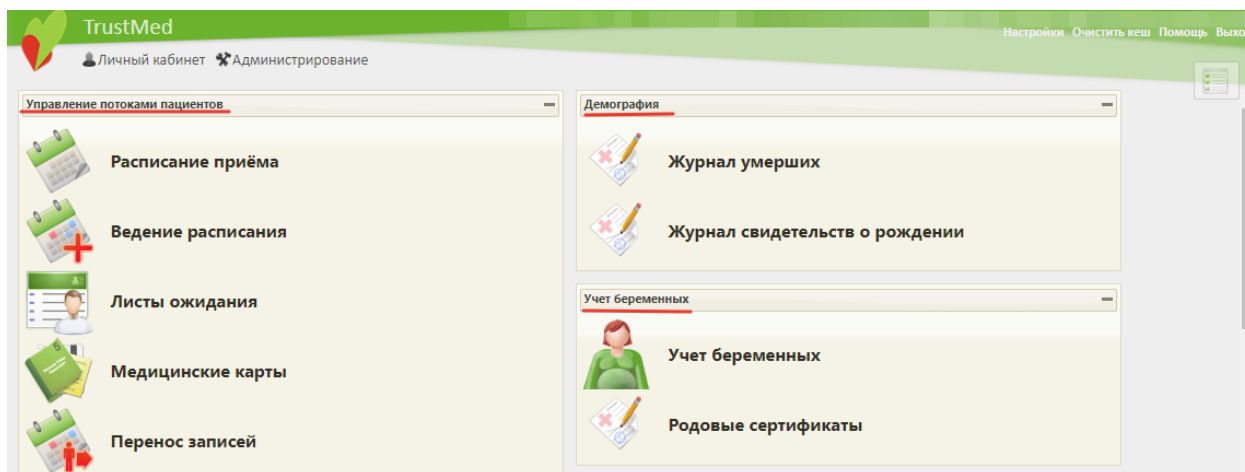 TrustMed
Настройки Очистить кеш Помощь
Личный кабинет Администрирование
Управление потоками пациентов
Расписание приёма
Ведение расписания
Листы ожидания
5
Медицинские карты
Перенос записей
Демография
Журнал умерших
Журнал свидетельств о рождении
Учет беременных
Учет беременных
Родовые сертификаты